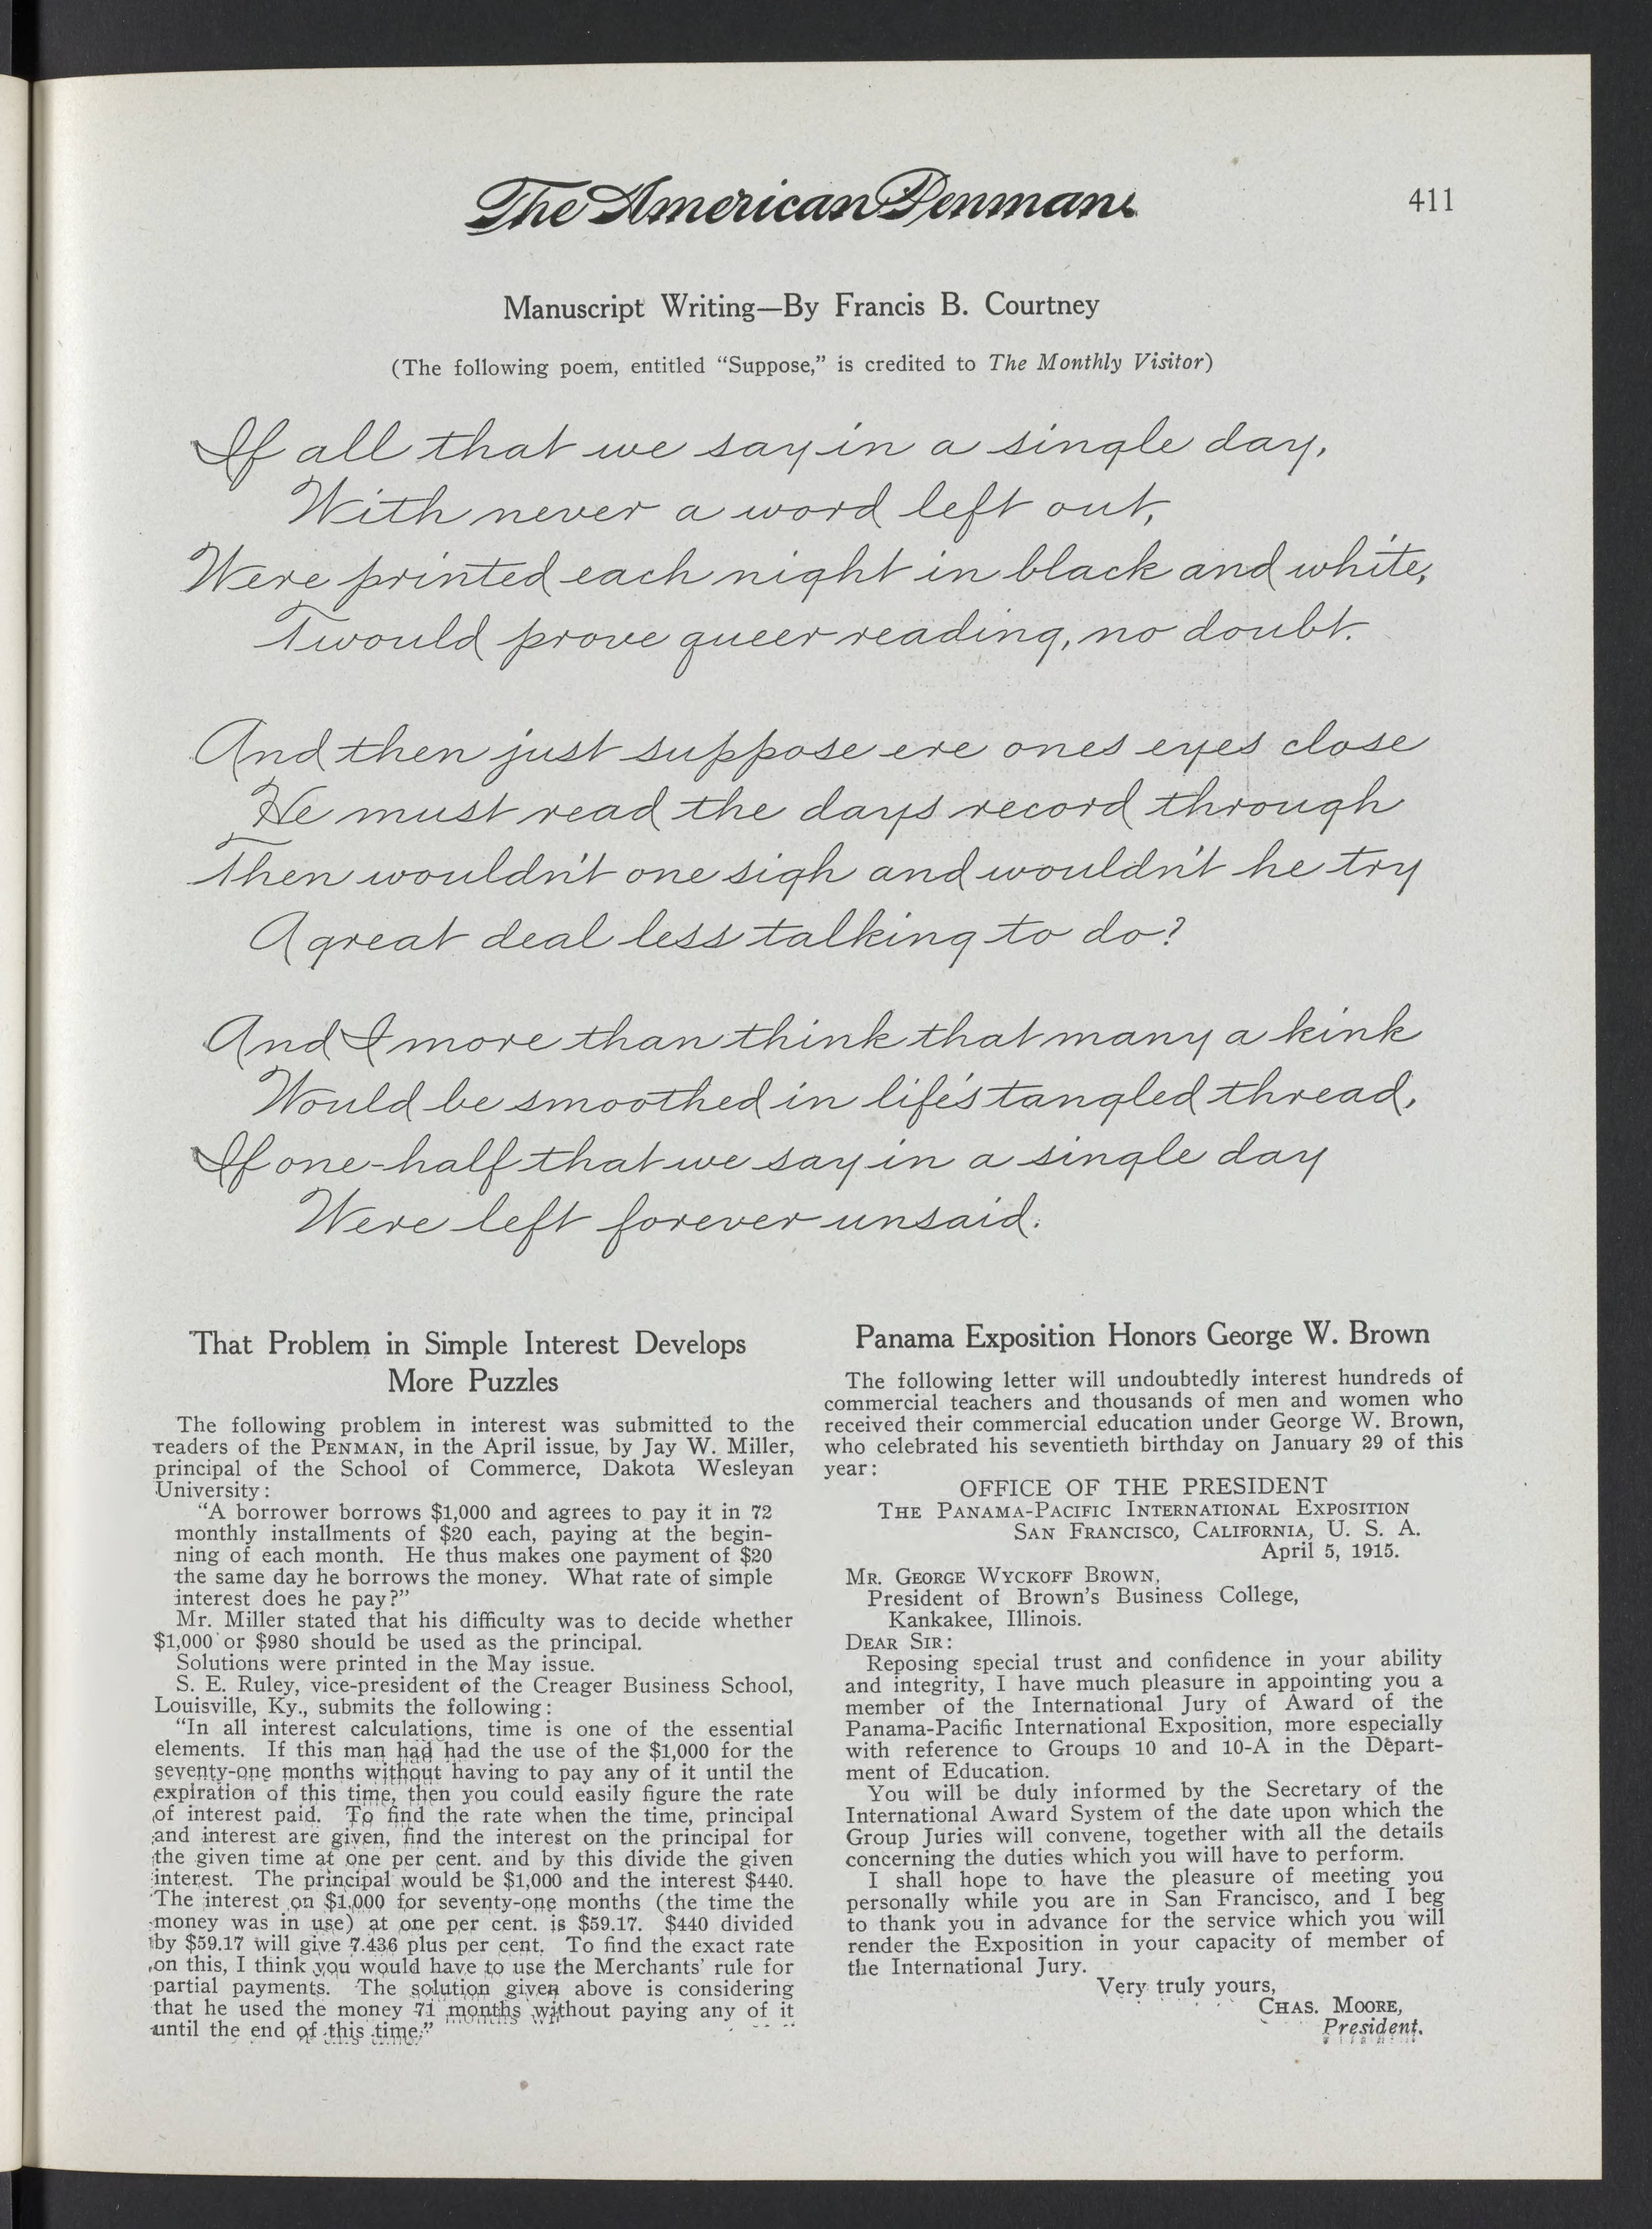 The American Penman
411
Manuscript Writing—By Francis B. Courtney
(The following poem, entitled “Suppose,” is credited to The Monthly Visitor)
If all that we say in a single day,
With never a word left out,
Were printed each night in black and white,
Twould prove queer reading, no doubt.
And then just suppose ere ones eyes close
He must read the days record through
Then wouldn't one sigh and wouldn't he try
A great deal less talking to do?
And I more than think that many a kink
Would be smoothed in life's tangled thread,
If one-half that we say in a single day
Were left forever unsaid.
That Problem in Simple Interest Develops
More Puzzles
The following problem in interest was submitted to the
readers of the PENMAN, in the April issue, by Jay W. Miller,
principal of the School of Commerce, Dakota Wesleyan
University:
“A borrower borrows $1,000 and agrees to pay it in 72
monthly installments of $20 each, paying at the begin-
ning of each month. He thus makes one payment of $20
the same day he borrows the money. What rate of simple
interest does he pay?”
Mr. Miller stated that his difficulty was to decide whether
$1,000 or $980 should be used as the principal.
Solutions were printed in the May issue.
S. E. Ruley, vice-president of the Creager Business School,
Louisville, Ky., submits the following:
“In all interest calculations, time is one of the essential
elements. If this man had had the use of the $1,000 for the
seventy-one months without having to pay any of it until the
expiration of this time, then you could easily figure the rate
of interest paid. To find the rate when the time, principal
and interest are given, find the interest on the principal for
the given time at one per cent. and by this divide the given
interest. The principal would be $1,000 and the interest $440.
The interest on $1,000 for seventy-one months (the time the
money was in use) at one per cent. is $59.17. $440 divided
by $59.17 will give 7.436 plus per cent. To find the exact rate
on this, I think you would have to use the Merchants' rule for
partial payments. The solution given above is considering
that he used the money 71 months without paying any of it
until the end of this time.”
Panama Exposition Honors George W. Brown
The following letter will undoubtedly interest hundreds of
commercial teachers and thousands of men and women who
received their commercial education under George W. Brown,
who celebrated his seventieth birthday on January 29 of this
year:
OFFICE OF THE PRESIDENT
THE PANAMA-PACIFIC INTERNATIONAL EXPOSITION
SAN FRANCISCO, CALIFORNIA, U. S. A.
April 5, 1915.
MR. GEORGE WYCKOFF BROWN,
President of Brown's Business College,
Kankakee, Illinois.
DEAR SIR:
Reposing special trust and confidence in your ability
and integrity, I have much pleasure in appointing you a
member of the International Jury of Award of the
Panama-Pacific International Exposition, more especially
with reference to Groups 10 and 10-A in the Depart-
ment of Education.
You will be duly informed by the Secretary of the
International Award System of the date upon which the
Group Juries will convene, together with all the details
concerning the duties which you will have to perform.
I shall hope to have the pleasure of meeting you
personally while you are in San Francisco, and I beg
to thank you in advance for the service which you will
render the Exposition in your capacity of member of
the International Jury.
Very truly yours,
CHAS. MOORE,
President.